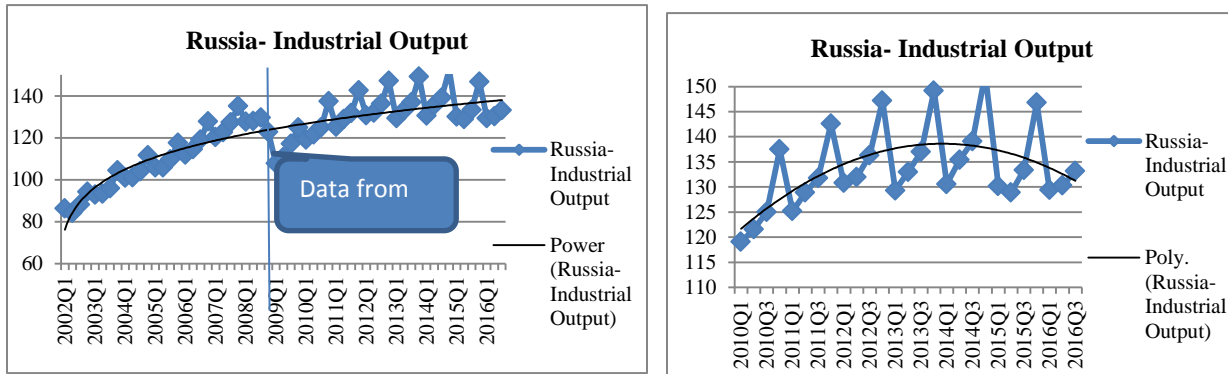 Russia- Industrial Output
140
120
100
80
60
Data from
2002Q1
2003Q1
2004Q1
2005Q1
2006Q1
2007Q1
2008Q1
2009Q1
2010Q1
2011Q1
2012Q1
2013Q1
2014Q1
2015Q1
2016Q1
Russia-
Industrial
Output
Power
(Russia-
Industrial
Output)
Russia- Industrial Output
150
145
140
135
130
125
120
115
110
2010Q1
2010Q3
2011Q1
2011Q3
2012Q1
2012Q3
2013Q1
2013Q3
2014Q1
2014Q3
2015Q1
2015Q3
2016Q1
2016Q3
Russia-
Industrial
Output
Poly.
(Russia-
Industrial
Output)